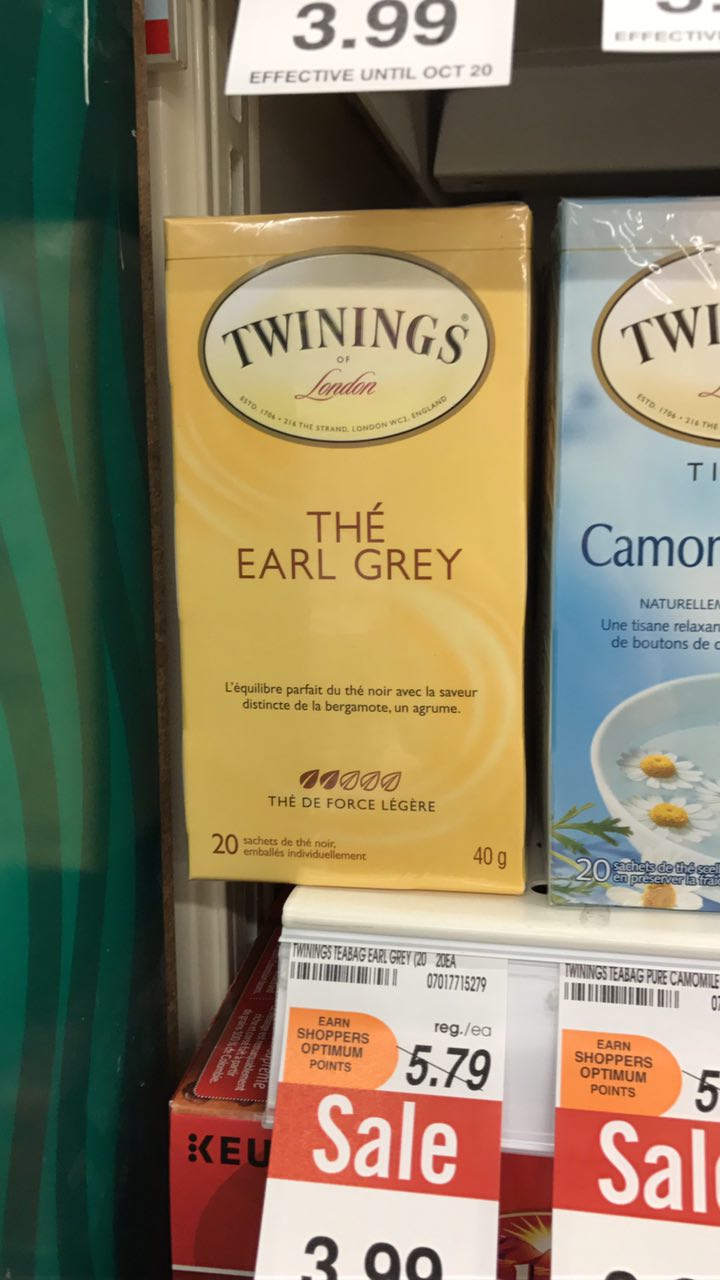 3.99
EFFECTIVE UNTIL OCT 20
TWININGS®
OF
London
ESTD. 1706 • 216 THE STRAND, LONDON WC2, ENGLAND
THÉ
EARL GREY
L'équilibre parfait du thé noir avec la saveur
distincte de la bergamote, un agrume.
THÉ DE FORCE LÉGÈRE
20 sachets de thé noir,
emballés individuellement
40 g
TWI
ESTD. 1706 • 216 THE
TI
Camo
NATURELLE
Une tisane relaxan
de boutons de
20 sachets de thé scel
en préserver la fraî
TWININGS TEABAG EARL GREY (20 20EA
07017715279
EARN
SHOPPERS
OPTIMUM
POINTS
reg./ea
5.79
Sale
3.99
TWININGS TEABAG PURE CAMOMILE
EARN
SHOPPERS
OPTIMUM
POINTS
5
Sal
KEU